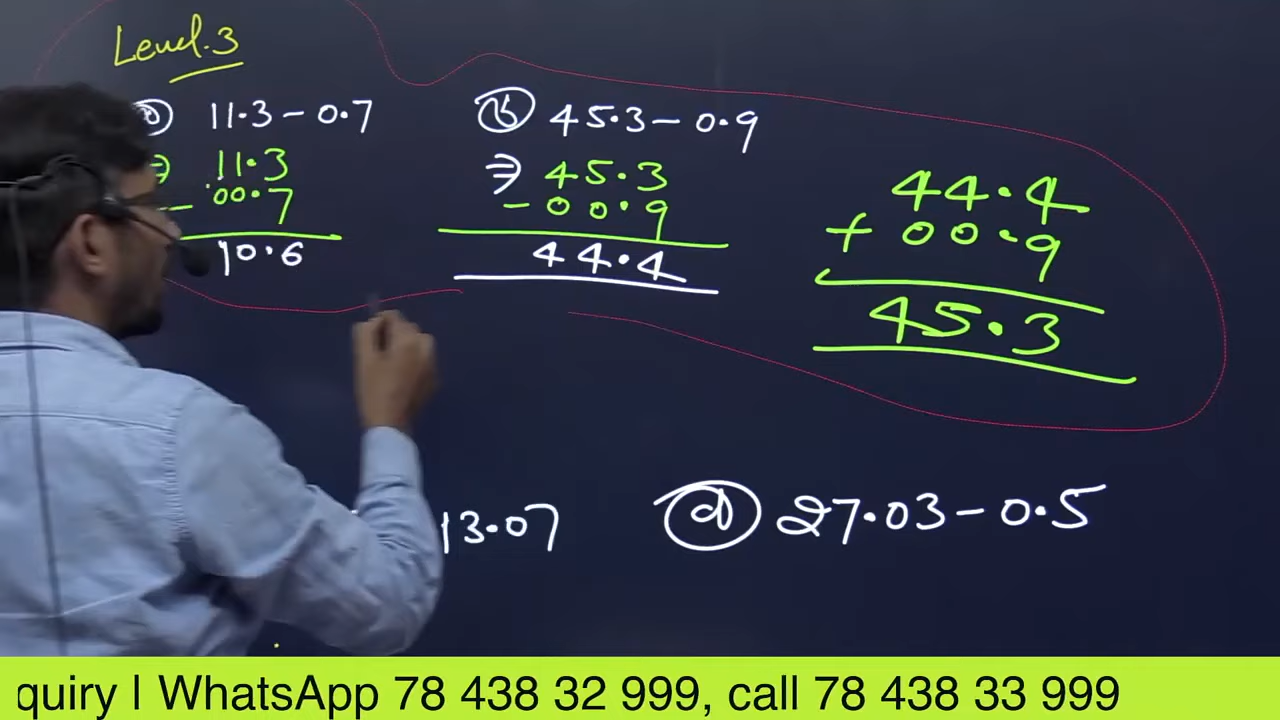 Level.3
11.3 - 0.7
⇒ 11.3
- 00.7
10.6
ब 45.3 - 0.9
⇒ 45.3
- 00.9
44.4
44.4
+ 00.9
45.3
13.07
व 27.03 - 0.5
quiry | WhatsApp 78 438 32 999, call 78 438 33 999